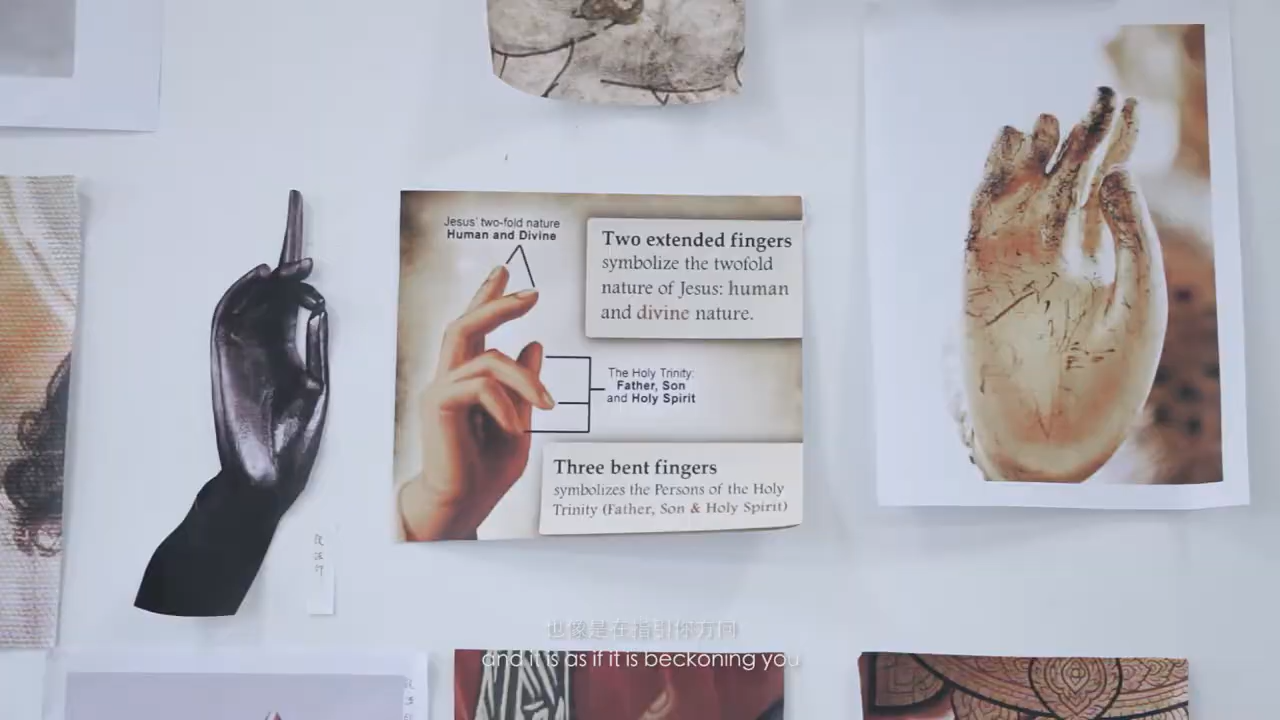 Jesus' two-fold nature
Human and Divine
Two extended fingers
symbolize the twofold
nature of Jesus: human
and divine nature.
The Holy Trinity:
Father, Son
and Holy Spirit
Three bent fingers
symbolizes the Persons of the Holy
Trinity (Father, Son & Holy Spirit)
说法印
也像是在指引你方向
and it is as if it is beckoning you